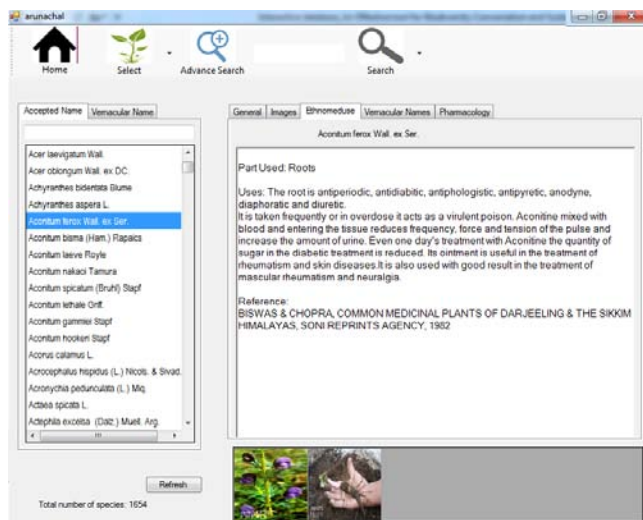 arunachal
Home
Select
Advance Search
Search
Accepted Name
Vernacular Name
Acer laevigatum Wall.
Acer oblongum Wall. ex DC.
Achyranthes bidentata Blume
Achyranthes aspera L.
Aconitum ferox Wall. ex Ser.
Aconitum bisma (Ham.) Rapaics
Aconitum laeve Royle
Aconitum nakaoi Tamura
Aconitum spicatum (Bruhl) Stapf
Aconitum lethale Griff.
Aconitum gammiei Stapf
Aconitum hookeri Stapf
Acorus calamus L.
Acrocephalus hispidus (L.) Nicols. & Sivad.
Acronychia pedunculata (L.) Miq.
Actaea spicata L.
Actephila excelsa (Dalz.) Muell. Arg.
Refresh
Total number of species: 1654
General
Images
Ethnomeduse
Vernacular Names
Pharmacology
Aconitum ferox Wall. ex Ser.
Part Used: Roots
Uses: The root is antiperiodic, antidiabitic, antiphologistic, antipyretic, anodyne,
diaphoratic and diuretic.
It is taken frequently or in overdose it acts as a virulent poison. Aconitine mixed with
blood and entering the tissue reduces frequency, force and tension of the pulse and
increase the amount of urine. Even one day's treatment with Aconitine the quantity of
sugar in the diabetic treatment is reduced. Its ointment is useful in the treatment of
rheumatism and skin diseases.It is also used with good result in the treatment of
mascular rheumatism and neuralgia.
Reference:
BISWAS & CHOPRA, COMMON MEDICINAL PLANTS OF DARJEELING & THE SIKKIM
HIMALAYAS, SONI REPRINTS AGENCY, 1982